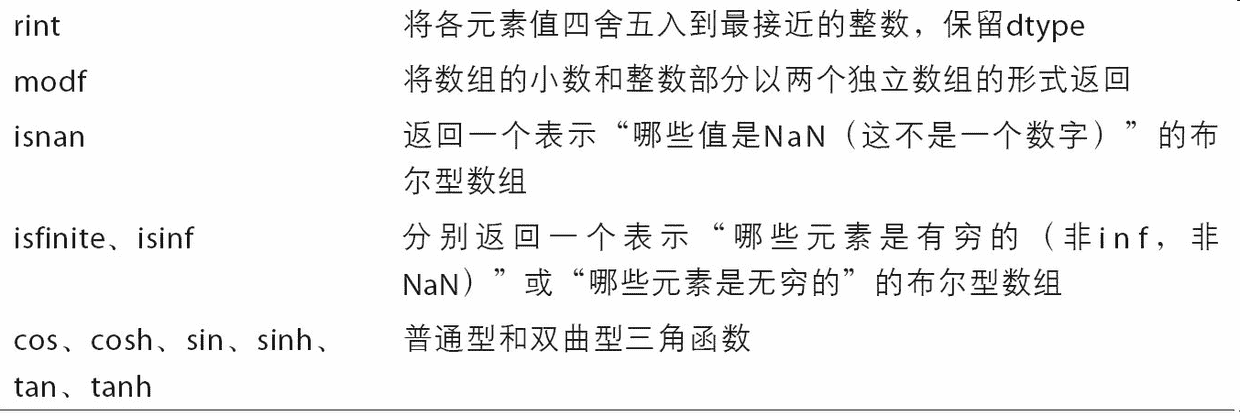 rint 将各元素值四舍五入到最接近的整数，保留dtype
modf 将数组的小数和整数部分以两个独立数组的形式返回
isnan 返回一个表示“哪些值是NaN（这不是一个数字）”的布
尔型数组
isfinite、isinf 分别返回一个表示“哪些元素是有穷的（非inf，非
NaN）”或“哪些元素是无穷的”的布尔型数组
cos、cosh、sin、sinh、 普通型和双曲型三角函数
tan、tanh